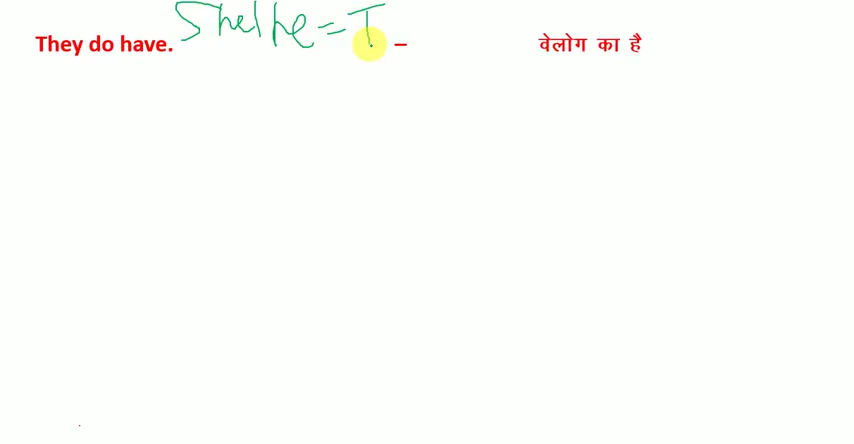 They do have. She/he = T – वेलोग का है